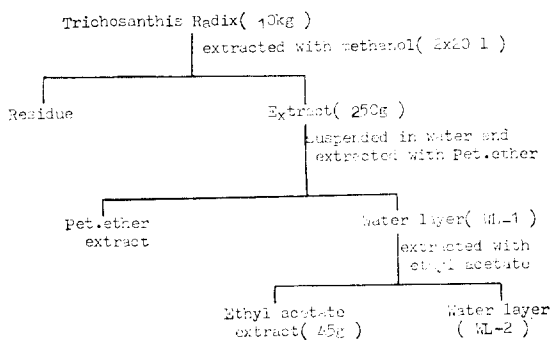 Trichosanthis Radix( 10kg )
extracted with methanol( 2x20 l )
Residue
Extract( 250g )
suspended in water and
extracted with Pet.ether
Pet.ether
extract
Water layer( WL-1 )
extracted with
ethyl acetate
Ethyl acetate
extract( 45g )
Water layer
( WL-2 )